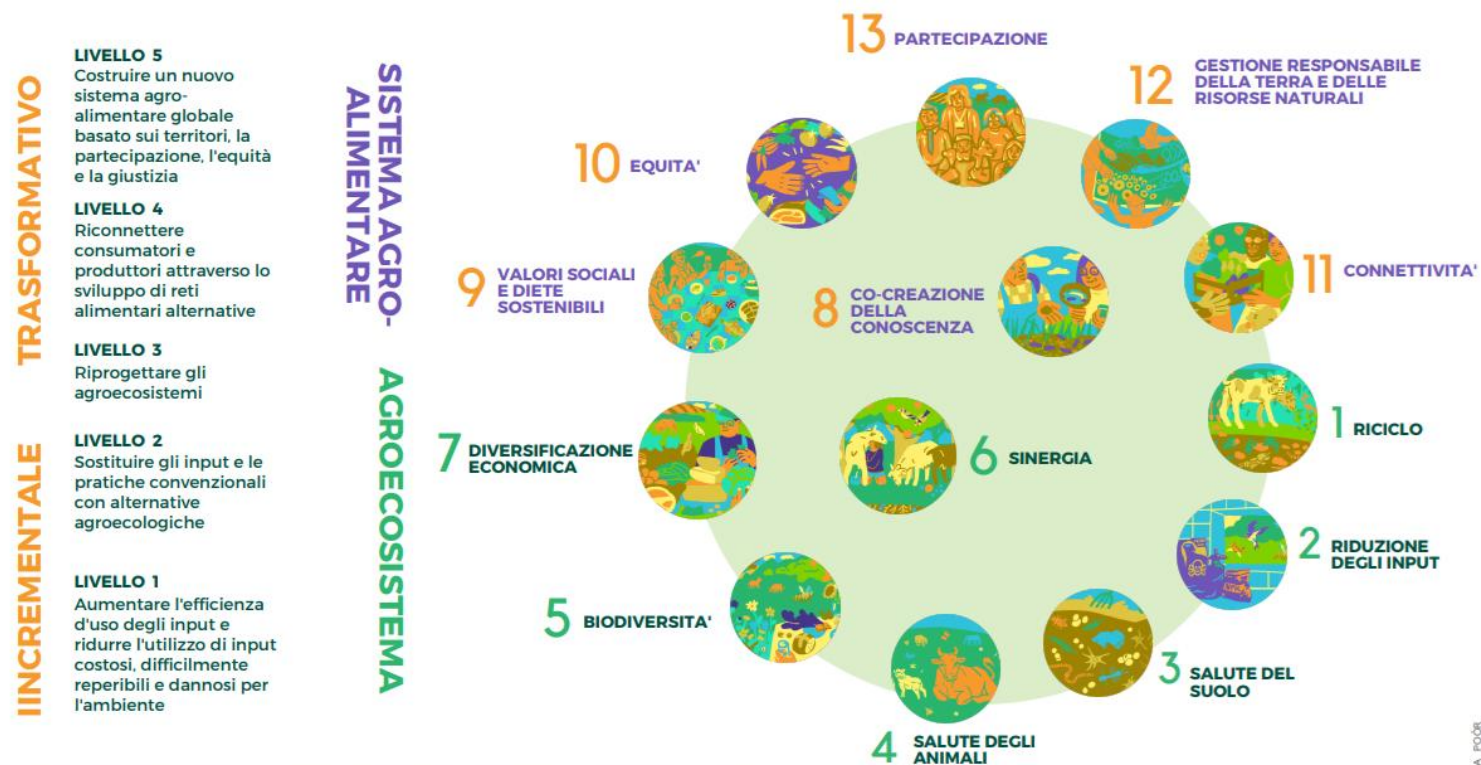 TRASFORMATIVO
LIVELLO 5
Costruire un nuovo
sistema agro-
alimentare globale
basato sui territori, la
partecipazione, l'equità
e la giustizia
LIVELLO 4
Riconnettere
consumatori e
produttori attraverso lo
sviluppo di reti
alimentari alternative
LIVELLO 3
Riprogettare gli
agroecosistemi
IINCREMENTALE
LIVELLO 2
Sostituire gli input e le
pratiche convenzionali
con alternative
agroecologiche
LIVELLO 1
Aumentare l'efficienza
d'uso degli input e
ridurre l'utilizzo di input
costosi, difficilmente
reperibili e dannosi per
l'ambiente
SISTEMA AGRO-
ALIMENTARE
AGROECOSISTEMA
13 PARTECIPAZIONE
12 GESTIONE RESPONSABILE
DELLA TERRA E DELLE
RISORSE NATURALI
10 EQUITA'
11 CONNETTIVITA'
9 VALORI SOCIALI
E DIETE
SOSTENIBILI
8 CO-CREAZIONE
DELLA
CONOSCENZA
1 RICICLO
7 DIVERSIFICAZIONE
ECONOMICA
6 SINERGIA
2 RIDUZIONE
DEGLI INPUT
5 BIODIVERSITA'
3 SALUTE DEL
SUOLO
4 SALUTE DEGLI
ANIMALI
A. POÓR